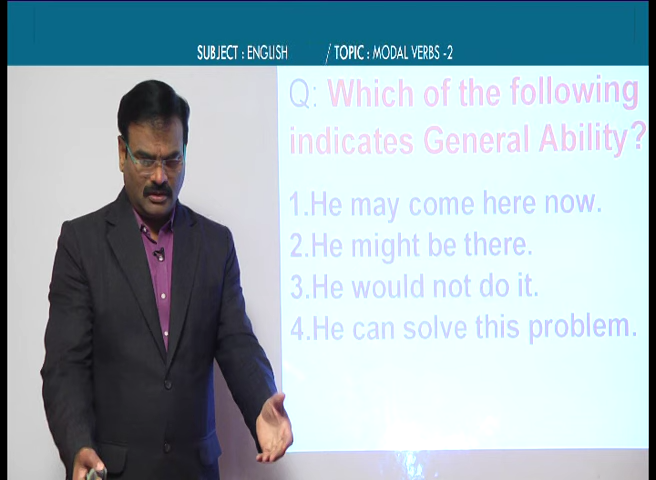 SUBJECT : ENGLISH / TOPIC : MODAL VERBS -2
Q: Which of the following
indicates General Ability?
1.He may come here now.
2.He might be there.
3.He would not do it.
4.He can solve this problem.